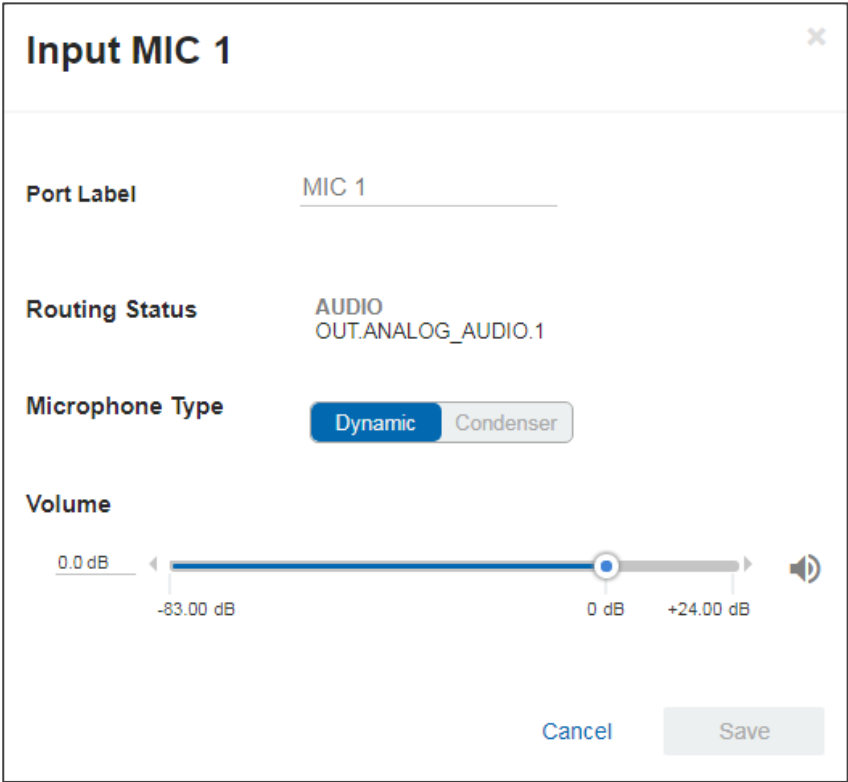 Input MIC 1
Port Label
MIC 1
Routing Status
AUDIO
OUT.ANALOG_AUDIO.1
Microphone Type
Dynamic Condenser
Volume
0.0 dB
-83.00 dB 0 dB +24.00 dB
Cancel Save